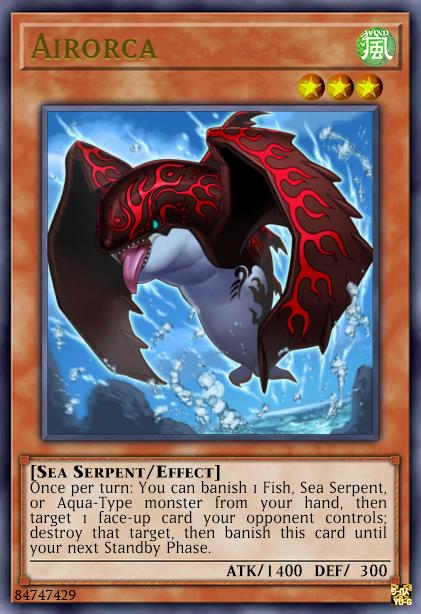 AIRORCA
WIND
風
[SEA SERPENT/EFFECT]
Once per turn: You can banish 1 Fish, Sea Serpent,
or Aqua-Type monster from your hand, then
target 1 face-up card your opponent controls;
destroy that target, then banish this card until
your next Standby Phase.
ATK/1400 DEF/ 300
84747429